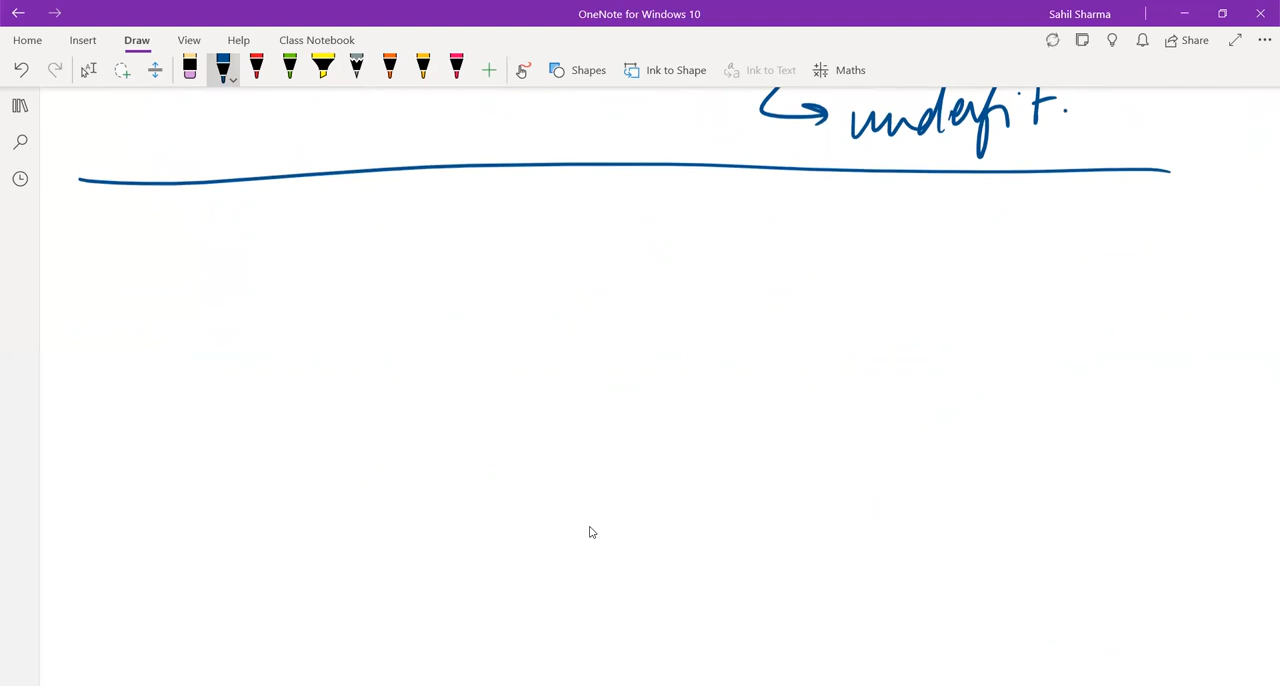 OneNote for Windows 10
Sahil Sharma
Home Insert Draw View Help Class Notebook
Share
Shapes Ink to Shape Ink to Text Maths
underfit.